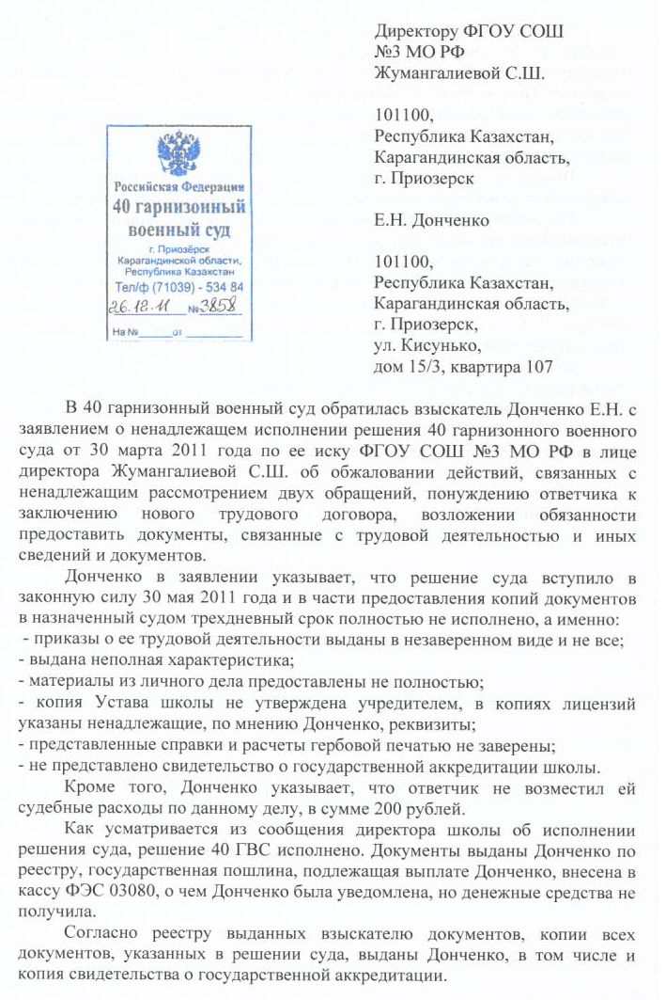 Директору ФГОУ СОШ
№3 МО РФ
Жумангалиевой С.Ш.
101100,
Республика Казахстан,
Карагандинская область,
г. Приозерск
Е.Н. Донченко
101100,
Республика Казахстан,
Карагандинская область,
г. Приозерск,
ул. Кисунько,
дом 15/3, квартира 107
Российская Федерация
40 гарнизонный
военный суд
г. Приозёрск
Карагандинской области,
Республика Казахстан
Тел/ф (71039) - 534 84
26.12.11 №3858
На №______от __________
В 40 гарнизонный военный суд обратилась взыскатель Донченко Е.Н. с
заявлением о ненадлежащем исполнении решения 40 гарнизонного военного
суда от 30 марта 2011 года по ее иску ФГОУ СОШ №3 МО РФ в лице
директора Жумангалиевой С.Ш. об обжаловании действий, связанных с
ненадлежащим рассмотрением двух обращений, понуждению ответчика к
заключению нового трудового договора, возложении обязанности
предоставить документы, связанные с трудовой деятельностью и иных
сведений и документов.
Донченко в заявлении указывает, что решение суда вступило в
законную силу 30 мая 2011 года и в части предоставления копий документов
в назначенный судом трехдневный срок полностью не исполнено, а именно:
- приказы о ее трудовой деятельности выданы в незаверенном виде и не все;
- выдана неполная характеристика;
- материалы из личного дела предоставлены не полностью;
- копия Устава школы не утверждена учредителем, в копиях лицензий
указаны ненадлежащие, по мнению Донченко, реквизиты;
- представленные справки и расчеты гербовой печатью не заверены;
- не представлено свидетельство о государственной аккредитации школы.
Кроме того, Донченко указывает, что ответчик не возместил ей
судебные расходы по данному делу, в сумме 200 рублей.
Как усматривается из сообщения директора школы об исполнении
решения суда, решение 40 ГВС исполнено. Документы выданы Донченко по
реестру, государственная пошлина, подлежащая выплате Донченко, внесена в
кассу ФЭС 03080, о чем Донченко была уведомлена, но денежные средства не
получила.
Согласно реестру выданных взыскателю документов, копии всех
документов, указанных в решении суда, выданы Донченко, в том числе и
копия свидетельства о государственной аккредитации.